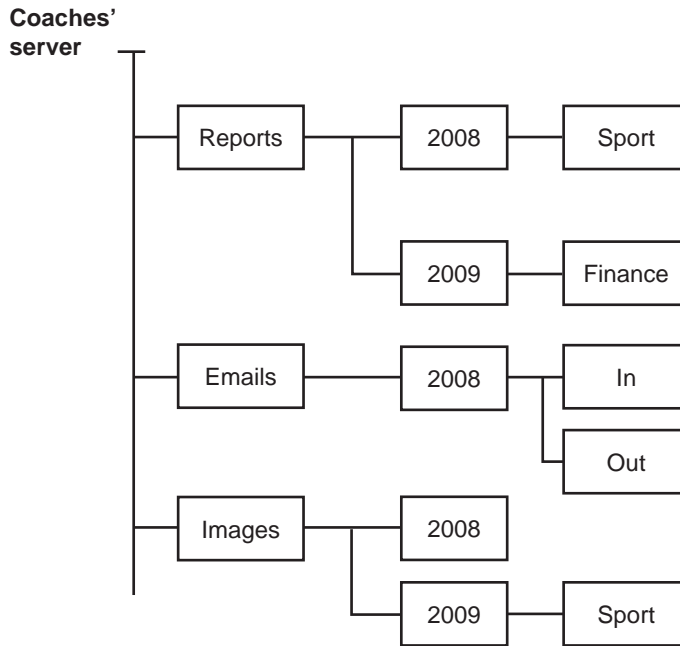 Coaches’
server
Reports
2008
Sport
2009
Finance
Emails
2008
In
Out
Images
2008
2009
Sport